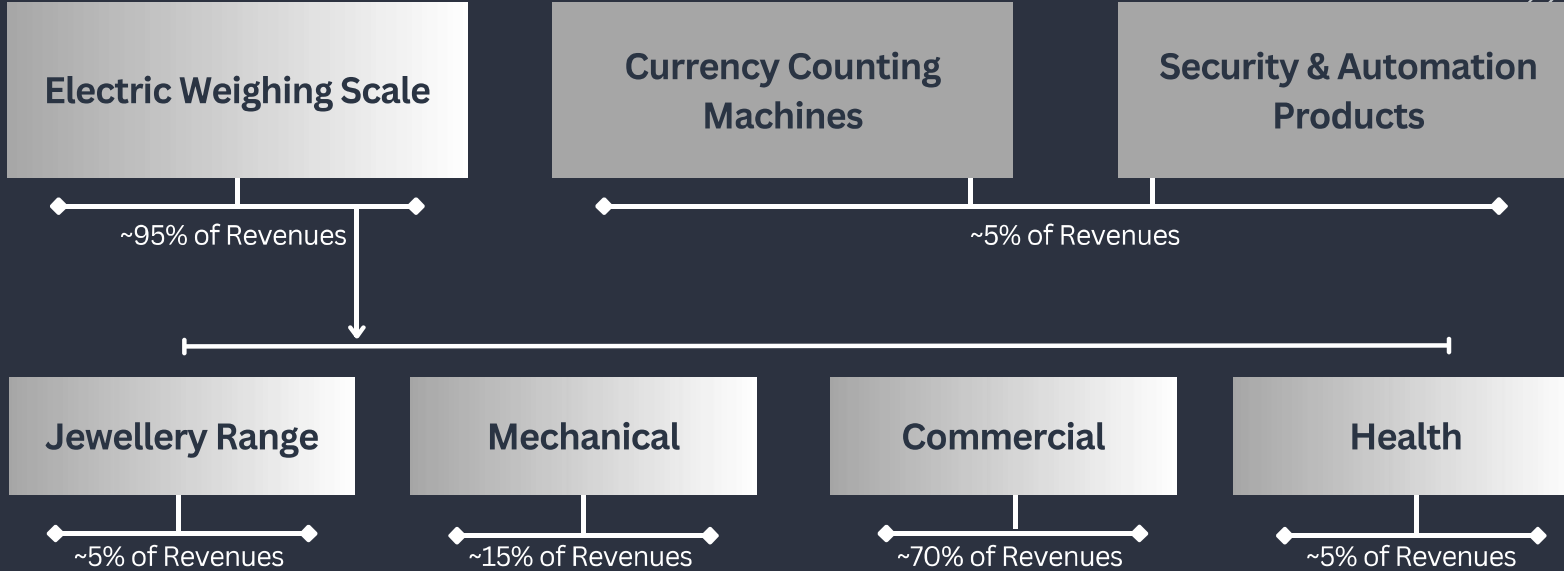 Electric Weighing Scale
Currency Counting
Machines
Security & Automation
Products
~95% of Revenues
~5% of Revenues
Jewellery Range
Mechanical
Commercial
Health
~5% of Revenues
~15% of Revenues
~70% of Revenues
~5% of Revenues